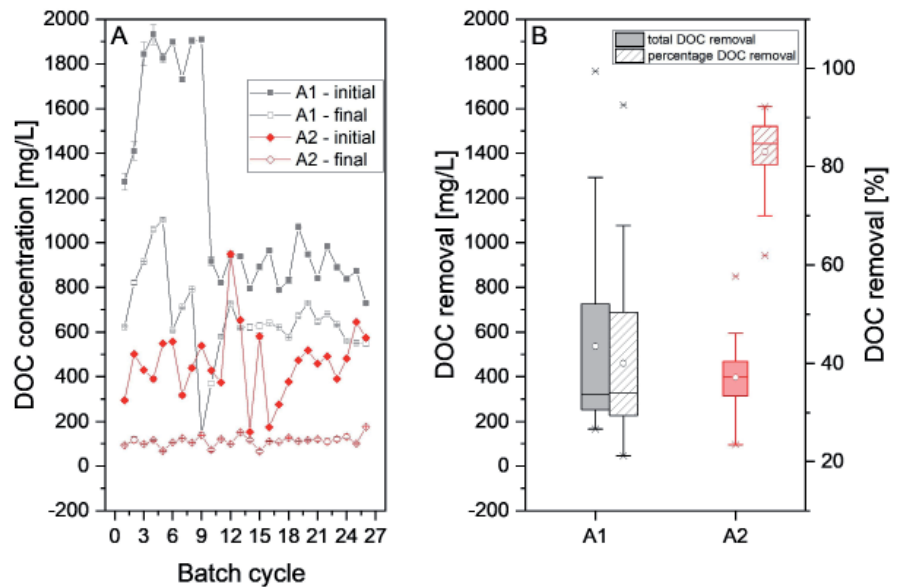 A
DOC concentration [mg/L]
2000
1800
1600
1400
1200
1000
800
600
400
200
0
-200
A1 - initial
A1 - final
A2 - initial
A2 - final
0 3 6 9 12 15 18 21 24 27
Batch cycle
B
DOC removal [mg/L]
2000
1800
1600
1400
1200
1000
800
600
400
200
0
-200
total DOC removal
percentage DOC removal
100
80
60
40
20
DOC removal [%]
A1 A2